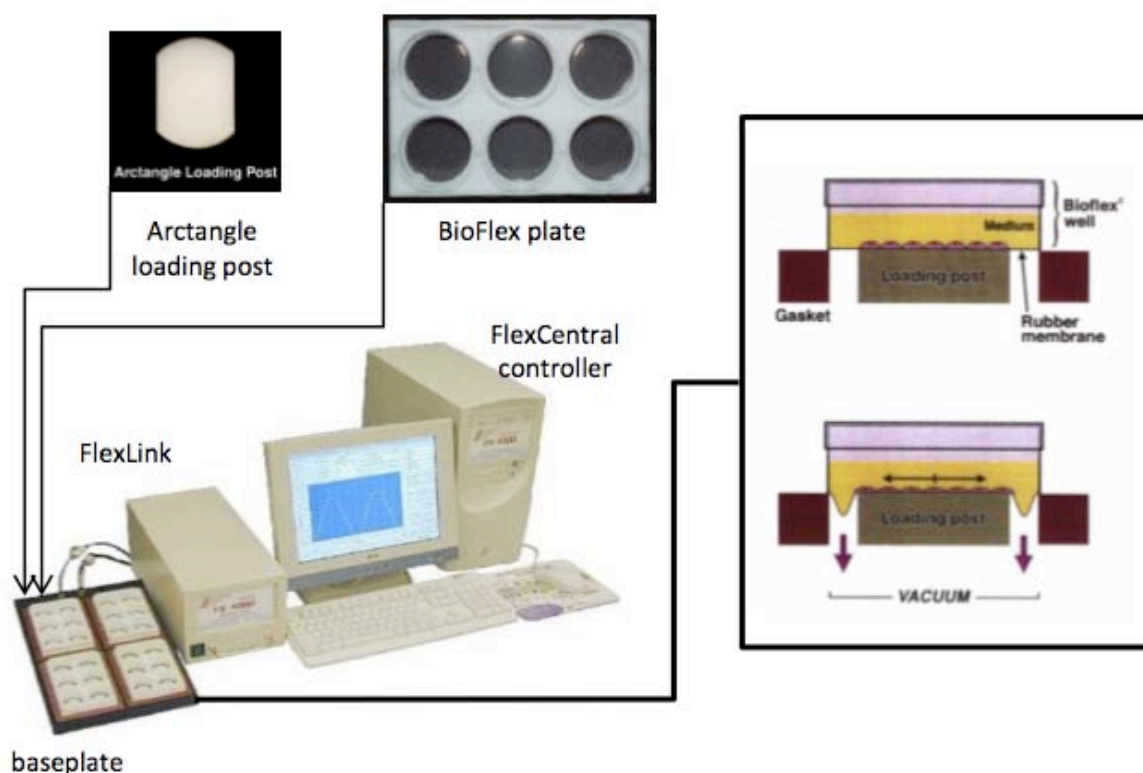 Arctangle Loading Post
Arctangle
loading post
BioFlex plate
FlexCentral
controller
FlexLink
baseplate
Bioflex®
well
Medium
Loading post
Gasket
Rubber
membrane
Loading post
VACUUM